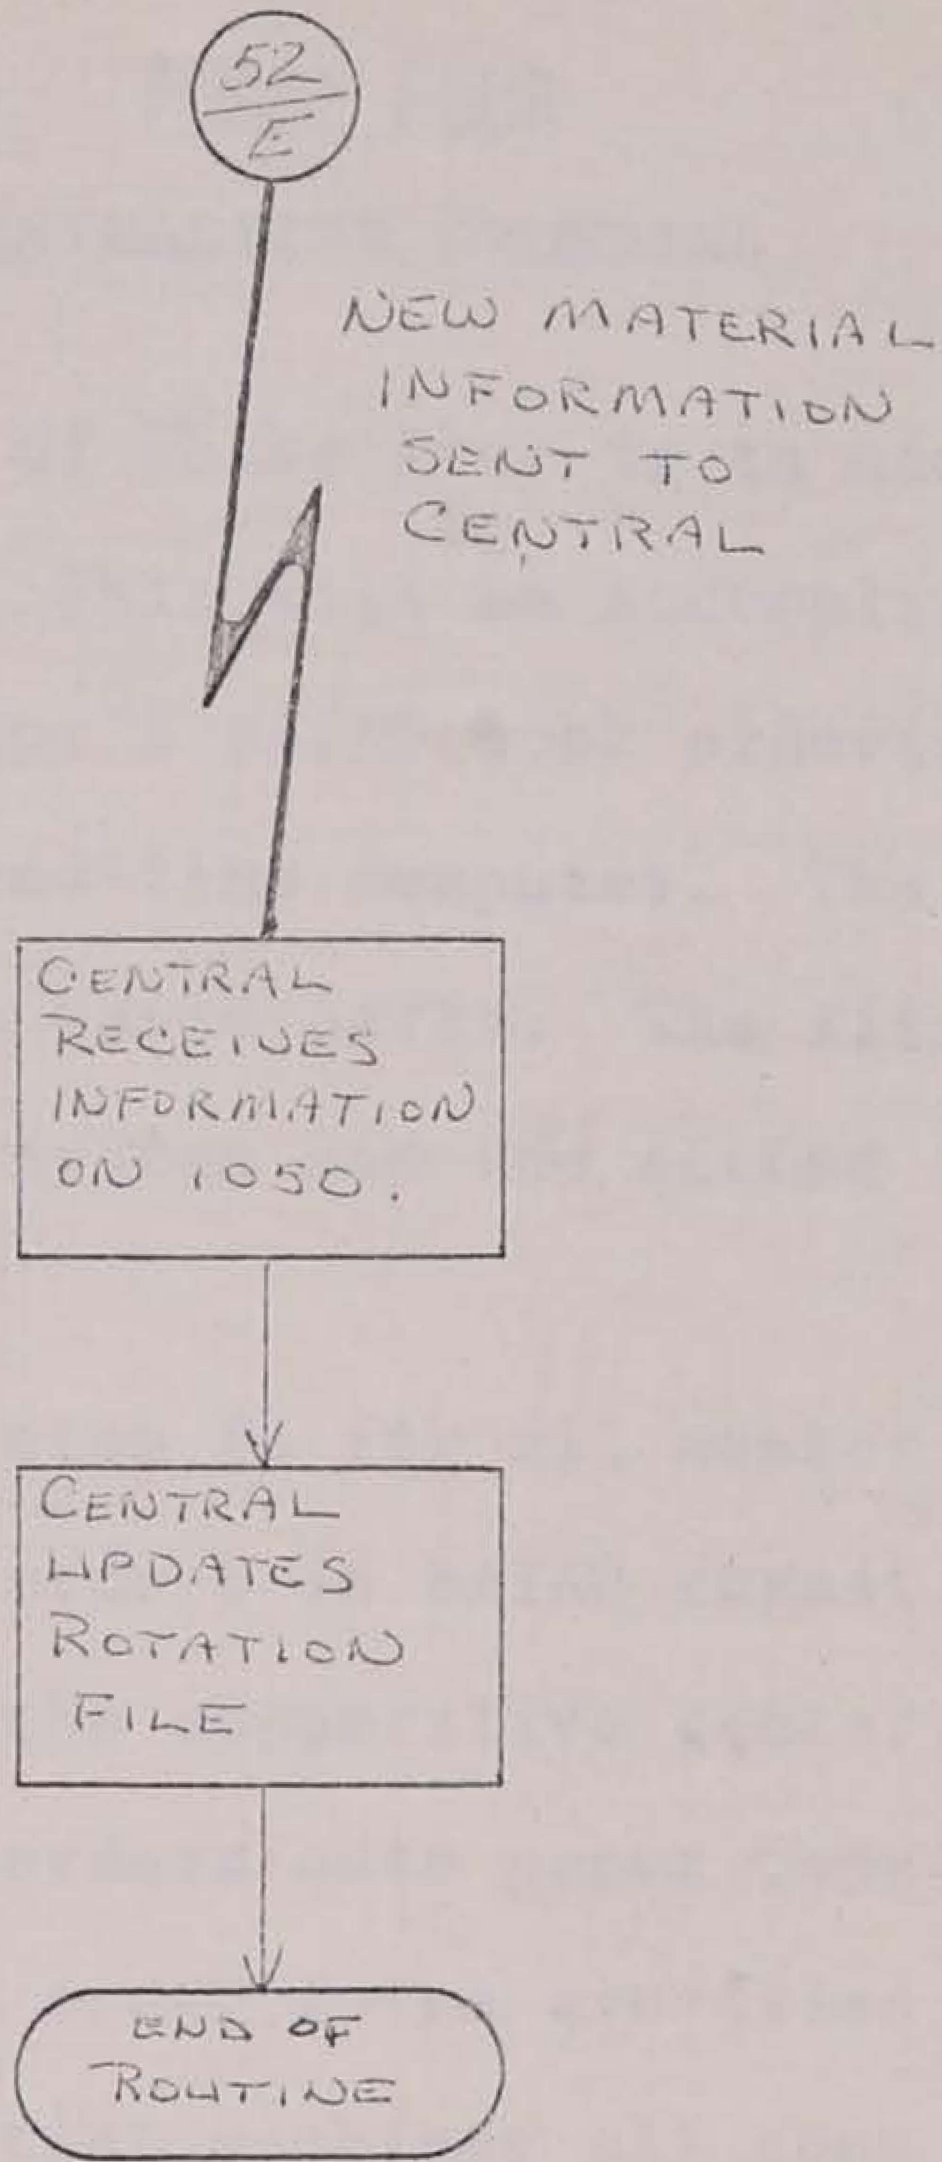 52
E
NEW MATERIAL
INFORMATION
SENT TO
CENTRAL
CENTRAL
RECEIVES
INFORMATION
ON 1050.
CENTRAL
UPDATES
ROTATION
FILE
END OF
ROUTINE